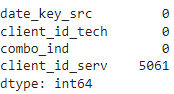 date_key_src 0
client_id_tech 0
combo_ind 0
client_id_serv 5061
dtype: int64